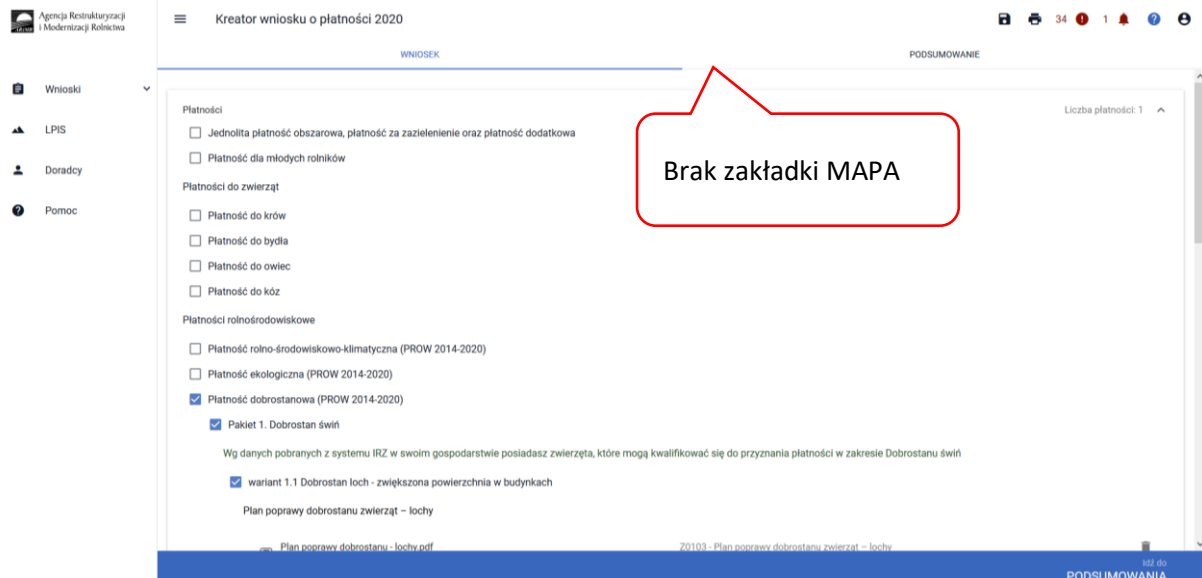 Agencja Restrukturyzacji
i Modernizacji Rolnictwa
Kreator wniosku o płatności 2020
34
1
WNIOSEK
PODSUMOWANIE
Wnioski
LPIS
Doradcy
Pomoc
Płatności
Liczba płatności: 1
Jednolita płatność obszarowa, płatność za zazielenienie oraz płatność dodatkowa
Płatność dla młodych rolników
Płatności do zwierząt
Płatność do krów
Płatność do bydła
Płatność do owiec
Płatność do kóz
Brak zakładki MAPA
Płatności rolnośrodowiskowe
Płatność rolno-środowiskowo-klimatyczna (PROW 2014-2020)
Płatność ekologiczna (PROW 2014-2020)
Płatność dobrostanowa (PROW 2014-2020)
Pakiet 1. Dobrostan świń
Wg danych pobranych z systemu IRZ w swoim gospodarstwie posiadasz zwierzęta, które mogą kwalifikować się do przyznania płatności w zakresie Dobrostanu świń
wariant 1.1 Dobrostan loch - zwiększona powierzchnia w budynkach
Plan poprawy dobrostanu zwierząt – lochy
Plan poprawy dobrostanu - lochy.pdf
Z0103 - Plan poprawy dobrostanu zwierząt – lochy
Idź do
PODSUMOWANIA